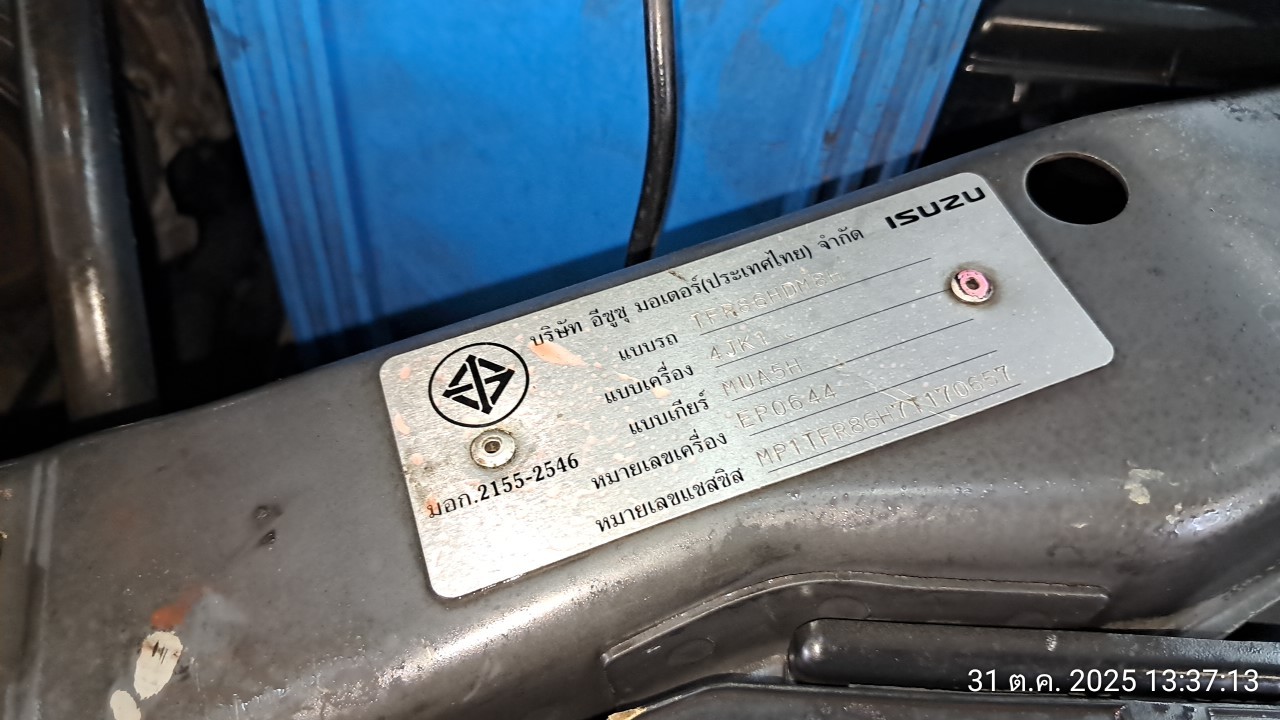 ISUZU
บริษัท อีซูซุ มอเตอร์(ประเทศไทย) จำกัด
แบบรถ
แบบเครื่อง 4JK1
แบบเกียร์ MUA5H
หมายเลขเครื่อง EP0644
หมายเลขแชสซิส
มอก.2155-2546
31 ต.ค. 2025 13:37:13